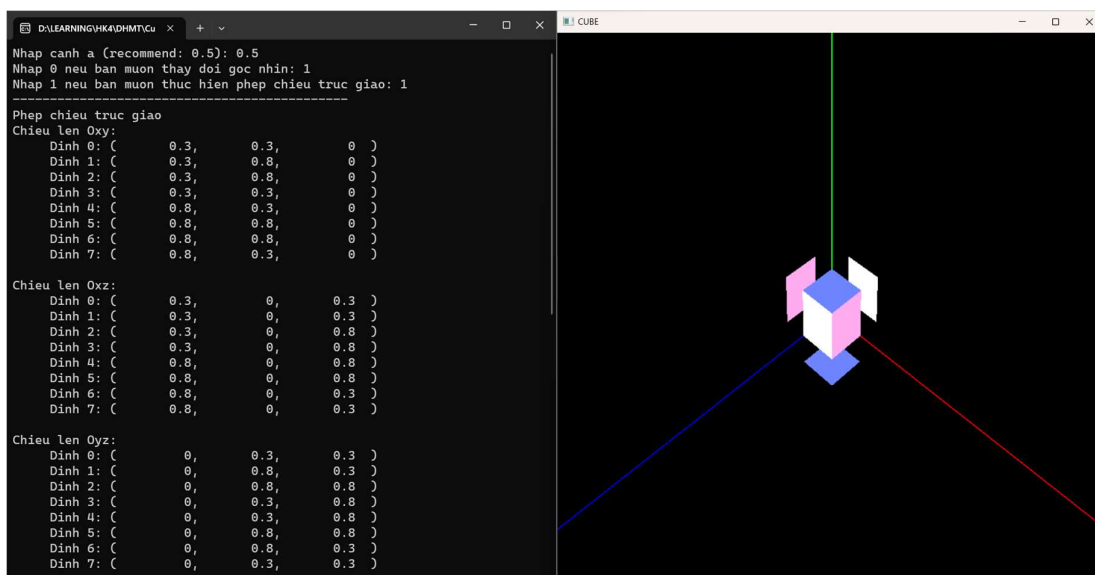 D:\LEARNING\HK4\DHMT\Cu
Nhap canh a (recommend: 0.5): 0.5
Nhap 0 neu ban muon thay doi goc nhin: 1
Nhap 1 neu ban muon thuc hien phep chieu truc giao: 1
---------------------------------------------
Phep chieu truc giao
Chieu len Oxy:
Dinh 0: ( 0.3, 0.3, 0 )
Dinh 1: ( 0.3, 0.8, 0 )
Dinh 2: ( 0.3, 0.8, 0 )
Dinh 3: ( 0.3, 0.3, 0 )
Dinh 4: ( 0.8, 0.3, 0 )
Dinh 5: ( 0.8, 0.8, 0 )
Dinh 6: ( 0.8, 0.8, 0 )
Dinh 7: ( 0.8, 0.3, 0 )
Chieu len Oxz:
Dinh 0: ( 0.3, 0, 0.3 )
Dinh 1: ( 0.3, 0, 0.3 )
Dinh 2: ( 0.3, 0, 0.8 )
Dinh 3: ( 0.3, 0, 0.8 )
Dinh 4: ( 0.8, 0, 0.8 )
Dinh 5: ( 0.8, 0, 0.8 )
Dinh 6: ( 0.8, 0, 0.3 )
Dinh 7: ( 0.8, 0, 0.3 )
Chieu len Oyz:
Dinh 0: ( 0, 0.3, 0.3 )
Dinh 1: ( 0, 0.8, 0.3 )
Dinh 2: ( 0, 0.8, 0.8 )
Dinh 3: ( 0, 0.3, 0.8 )
Dinh 4: ( 0, 0.3, 0.8 )
Dinh 5: ( 0, 0.8, 0.8 )
Dinh 6: ( 0, 0.8, 0.3 )
Dinh 7: ( 0, 0.3, 0.3 )
CUBE